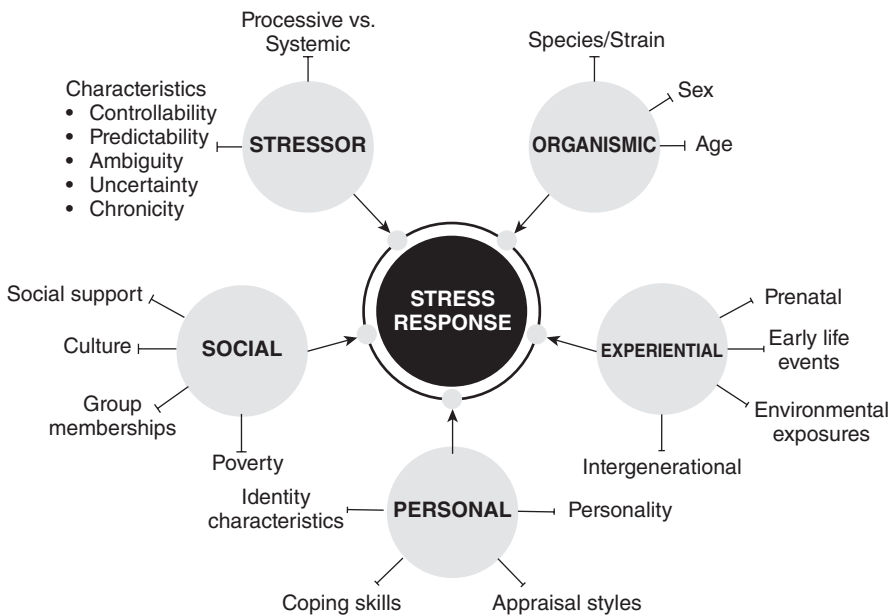 Processive vs.
Systemic
Characteristics
• Controllability
• Predictability
• Ambiguity
• Uncertainty
• Chronicity
STRESSOR
Species/Strain
Sex
ORGANISMIC
Age
STRESS
RESPONSE
Social support
Culture
SOCIAL
Group
memberships
Poverty
Prenatal
EXPERIENTIAL
Early life
events
Environmental
exposures
Intergenerational
Identity
characteristics
PERSONAL
Personality
Coping skills
Appraisal styles